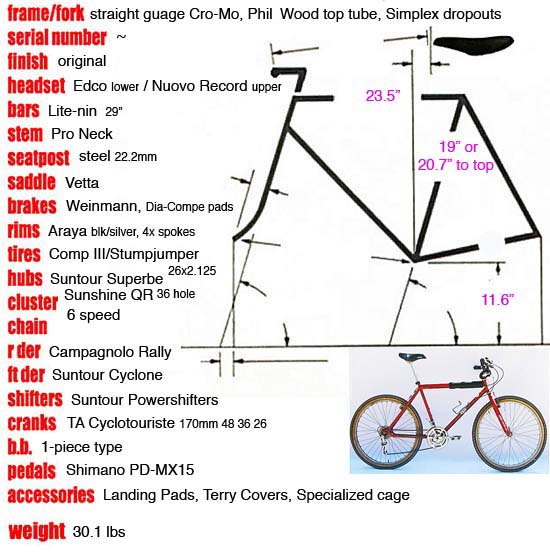 frame/fork straight guage Cro-Mo, Phil Wood top tube, Simplex dropouts
serial number ~
finish original
headset Edco lower / Nuovo Record upper
bars Lite-nin 29"
stem Pro Neck
seatpost steel 22.2mm
saddle Vetta
brakes Weinmann, Dia-Compe pads
rims Araya blk/silver, 4x spokes
tires Comp III/Stumpjumper
26x2.125
hubs Suntour Superbe
cluster Sunshine QR 36 hole
6 speed
chain
r der Campagnolo Rally
ft der Suntour Cyclone
shifters Suntour Powershifters
cranks TA Cyclotouriste 170mm 48 36 26
b.b. 1-piece type
pedals Shimano PD-MX15
accessories Landing Pads, Terry Covers, Specialized cage
weight 30.1 lbs
23.5"
19" or
20.7" to top
11.6"